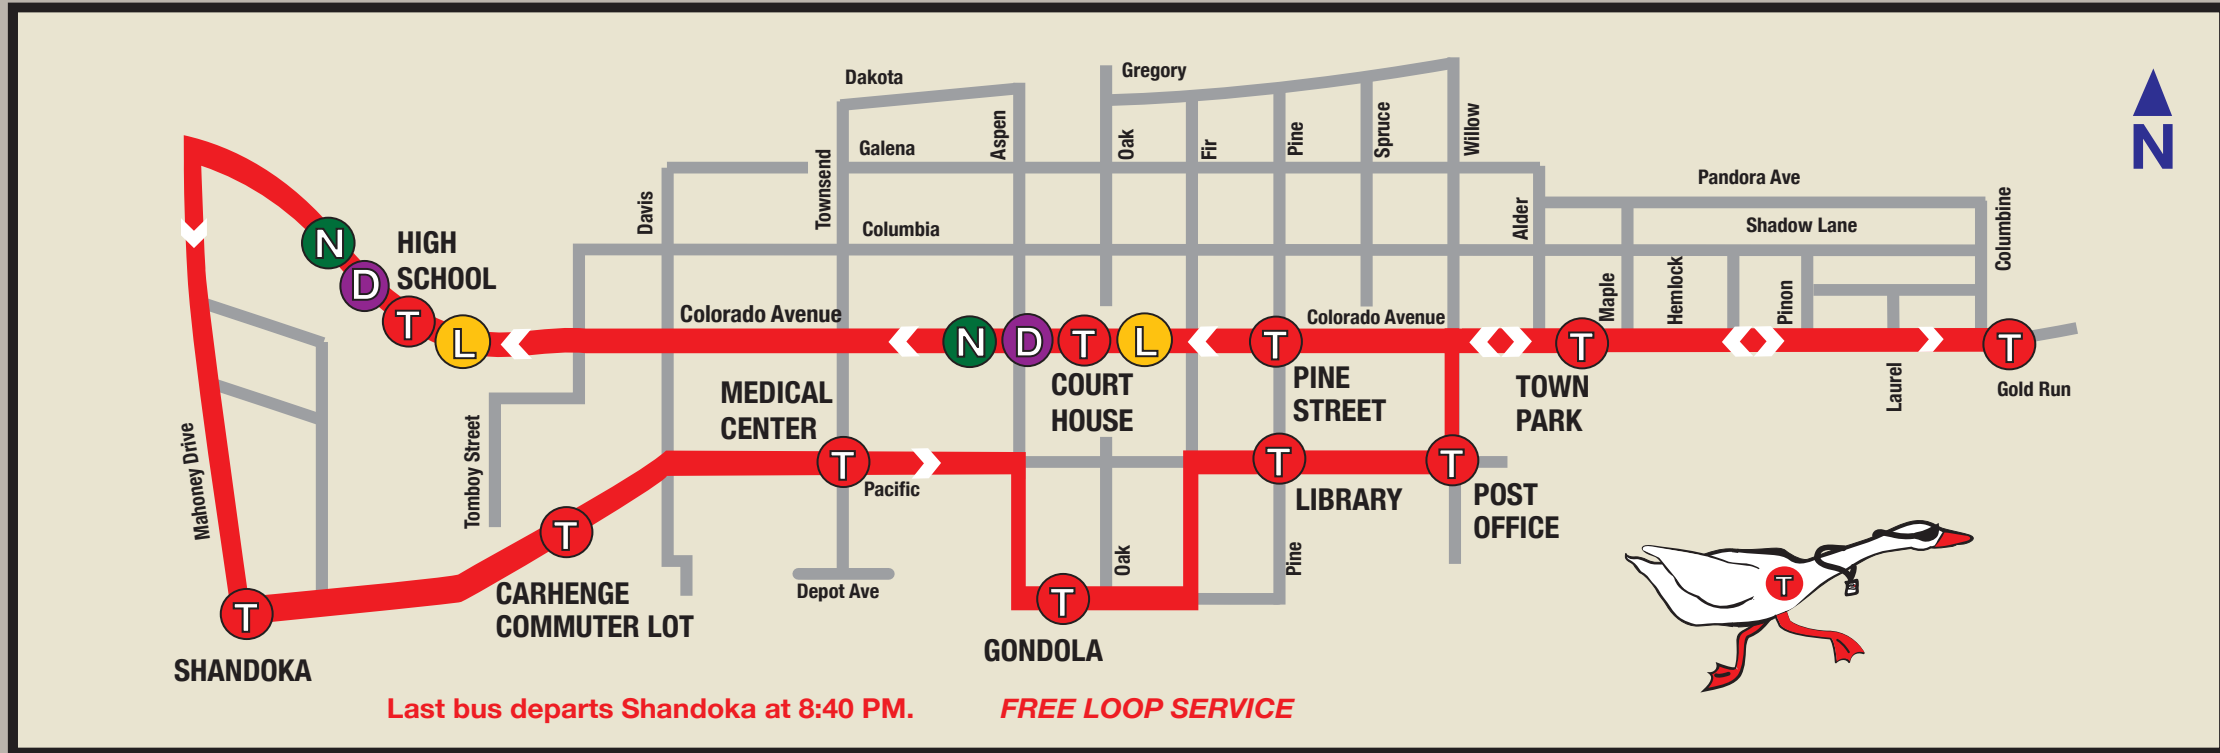 Dakota
Gregory
N
Aspen
Oak
Fir
Pine
Spruce
Willow
Galena
Townsend
Davis
Pandora Ave
Columbine
Alder
Shadow Lane
Columbia
N
D
T
L
HIGH
SCHOOL
Colorado Avenue
N
D
T
L
COURT
HOUSE
T
PINE
STREET
Colorado Avenue
T
TOWN
PARK
Maple
Hemlock
Pinon
Laurel
T
Gold Run
Mahoney Drive
Tomboy Street
MEDICAL
CENTER
T
Pacific
T
LIBRARY
T
POST
OFFICE
T
CARHENGE
COMMUTER LOT
Depot Ave
Oak
Pine
T
GONDOLA
T
SHANDOKA
T
Last bus departs Shandoka at 8:40 PM.
FREE LOOP SERVICE